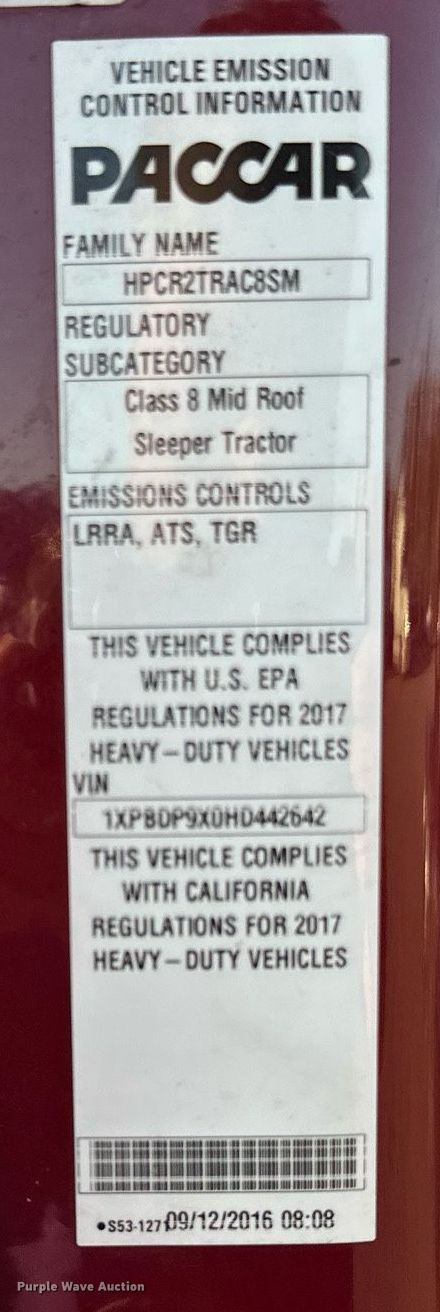 VEHICLE EMISSION
CONTROL INFORMATION
PACCAR
FAMILY NAME
HPCR2TRAC8SM
REGULATORY
SUBCATEGORY
Class 8 Mid Roof
Sleeper Tractor
EMISSIONS CONTROLS
LRRA, ATS, TGR
THIS VEHICLE COMPLIES
WITH U.S. EPA
REGULATIONS FOR 2017
HEAVY-DUTY VEHICLES
VIN
1XPBDP9X0HD442642
THIS VEHICLE COMPLIES
WITH CALIFORNIA
REGULATIONS FOR 2017
HEAVY-DUTY VEHICLES
•S53-1271 09/12/2016 08:08
Purple Wave Auction